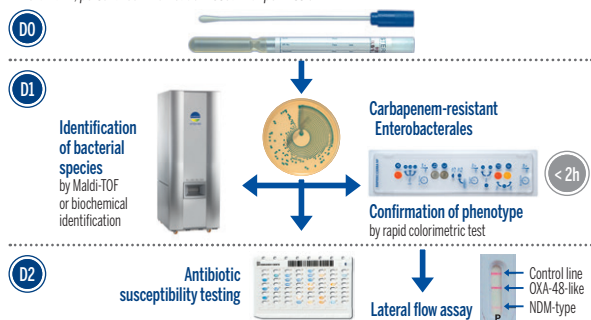 D0
D1
Identification
of bacterial
species
by Maldi-TOF
or biochemical
identification
Carbapenem-resistant
Enterobacterales
< 2h
Confirmation of phenotype
by rapid colorimetric test
D2
Antibiotic
susceptibility testing
Lateral flow assay
Control line
OXA-48-like
NDM-type
P